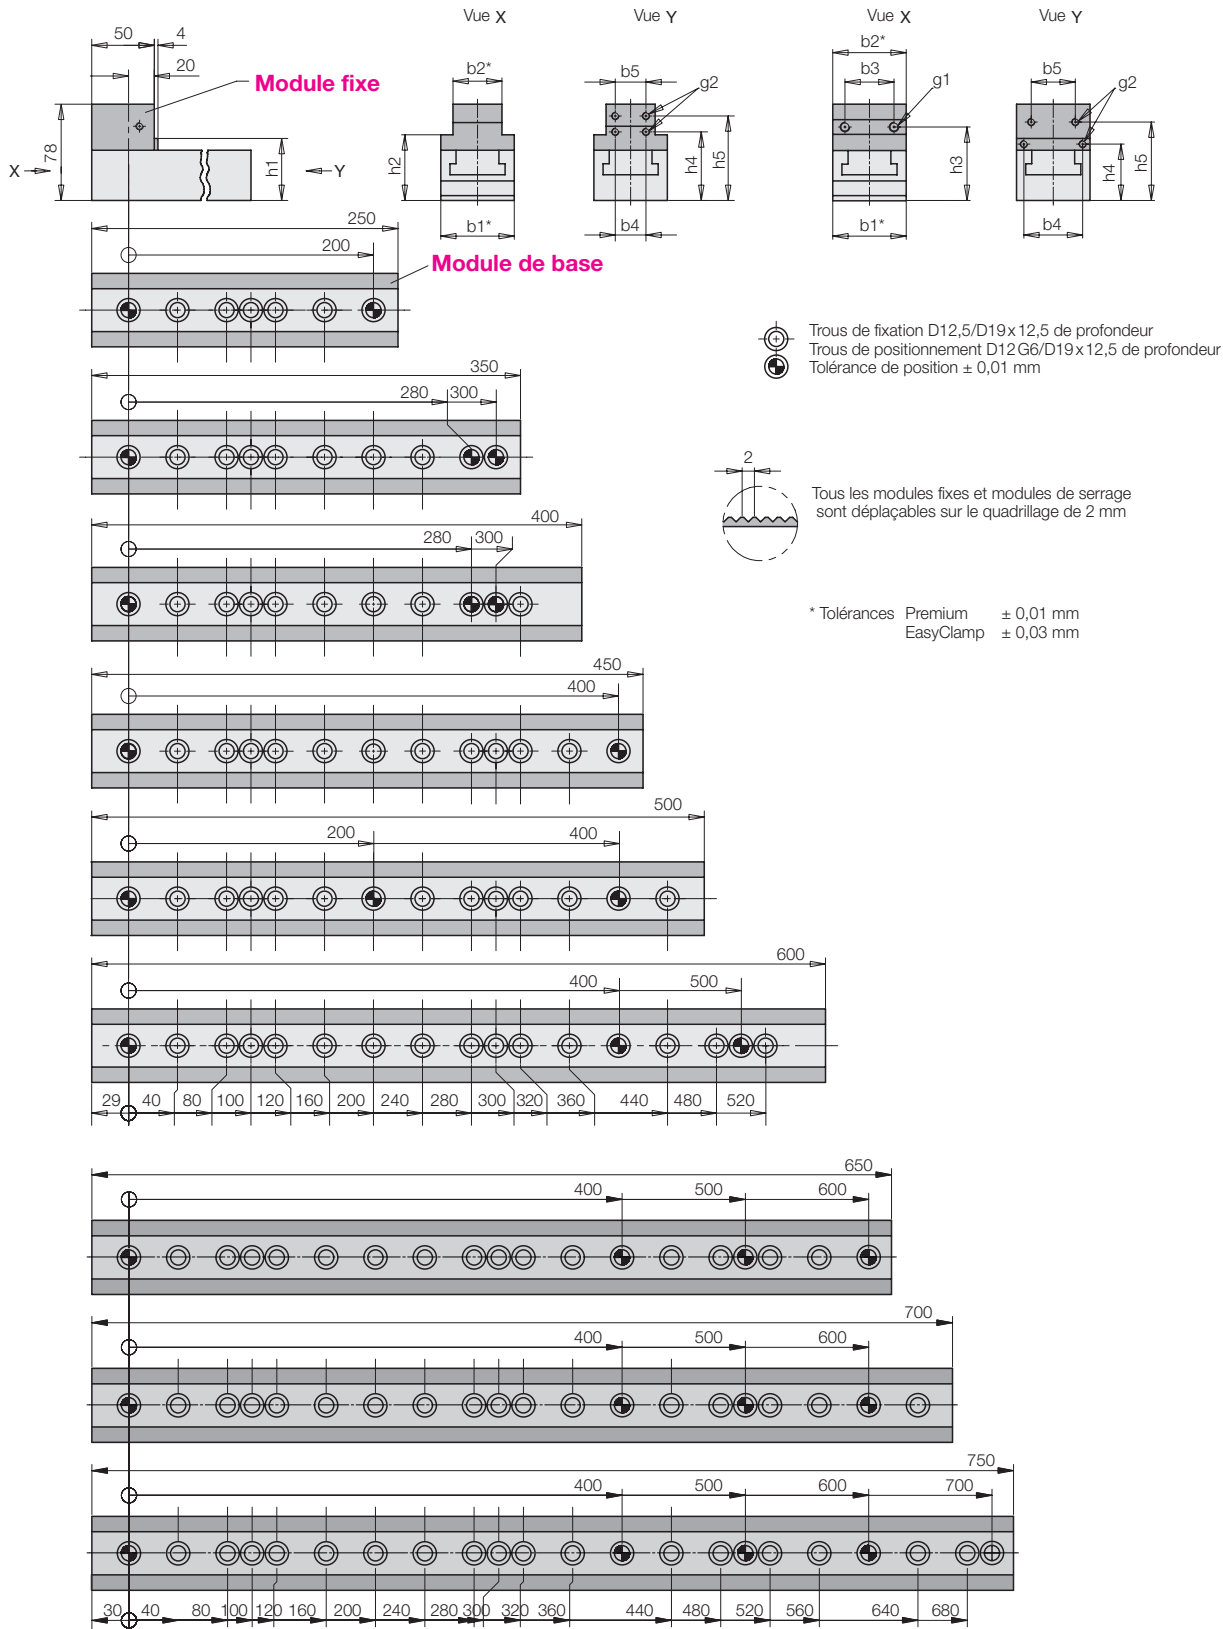 Vue X
Vue Y
Vue X
Vue Y
50
4
20
Module fixe
78
h1
X
Y
b2*
h2
b1*
b5
g2
h4
h5
b4
b2*
b3
g1
h3
b1*
b5
g2
h4
h5
b4
250
200
Module de base
Trous de fixation D12,5/D19x12,5 de profondeur
Trous de positionnement D12G6/D19x12,5 de profondeur
Tolérance de position ± 0,01 mm
350
280
300
2
Tous les modules fixes et modules de serrage
sont déplaçables sur le quadrillage de 2 mm
400
280
300
* Tolérances Premium ± 0,01 mm
EasyClamp ± 0,03 mm
450
400
500
200
400
600
400
500
29 40 80 100 120 160 200 240 280 300 320 360 440 480 520
650
400 500 600
700
400 500 600
750
400 500 600 700
30 40 80 100 120 160 200 240 280 300 320 360 440 480 520 560 640 680